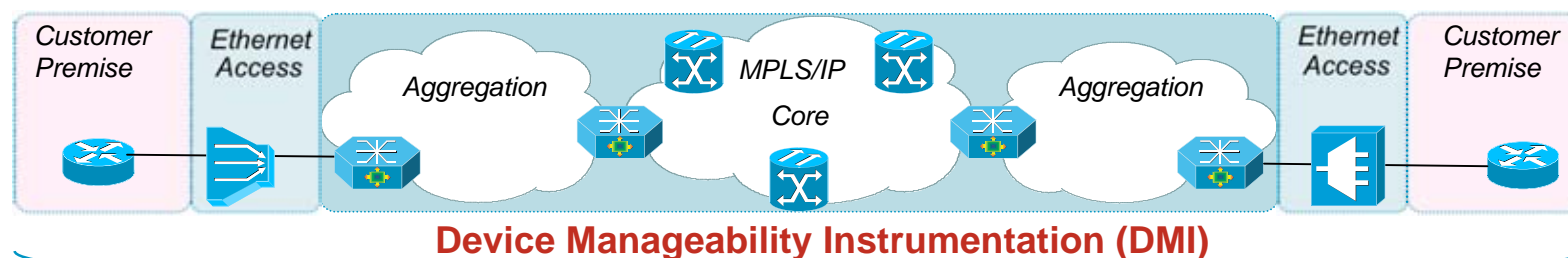 Customer
Premise
Ethernet
Access
Aggregation
MPLS/IP
Core
Aggregation
Ethernet
Access
Customer
Premise
Device Manageability Instrumentation (DMI)